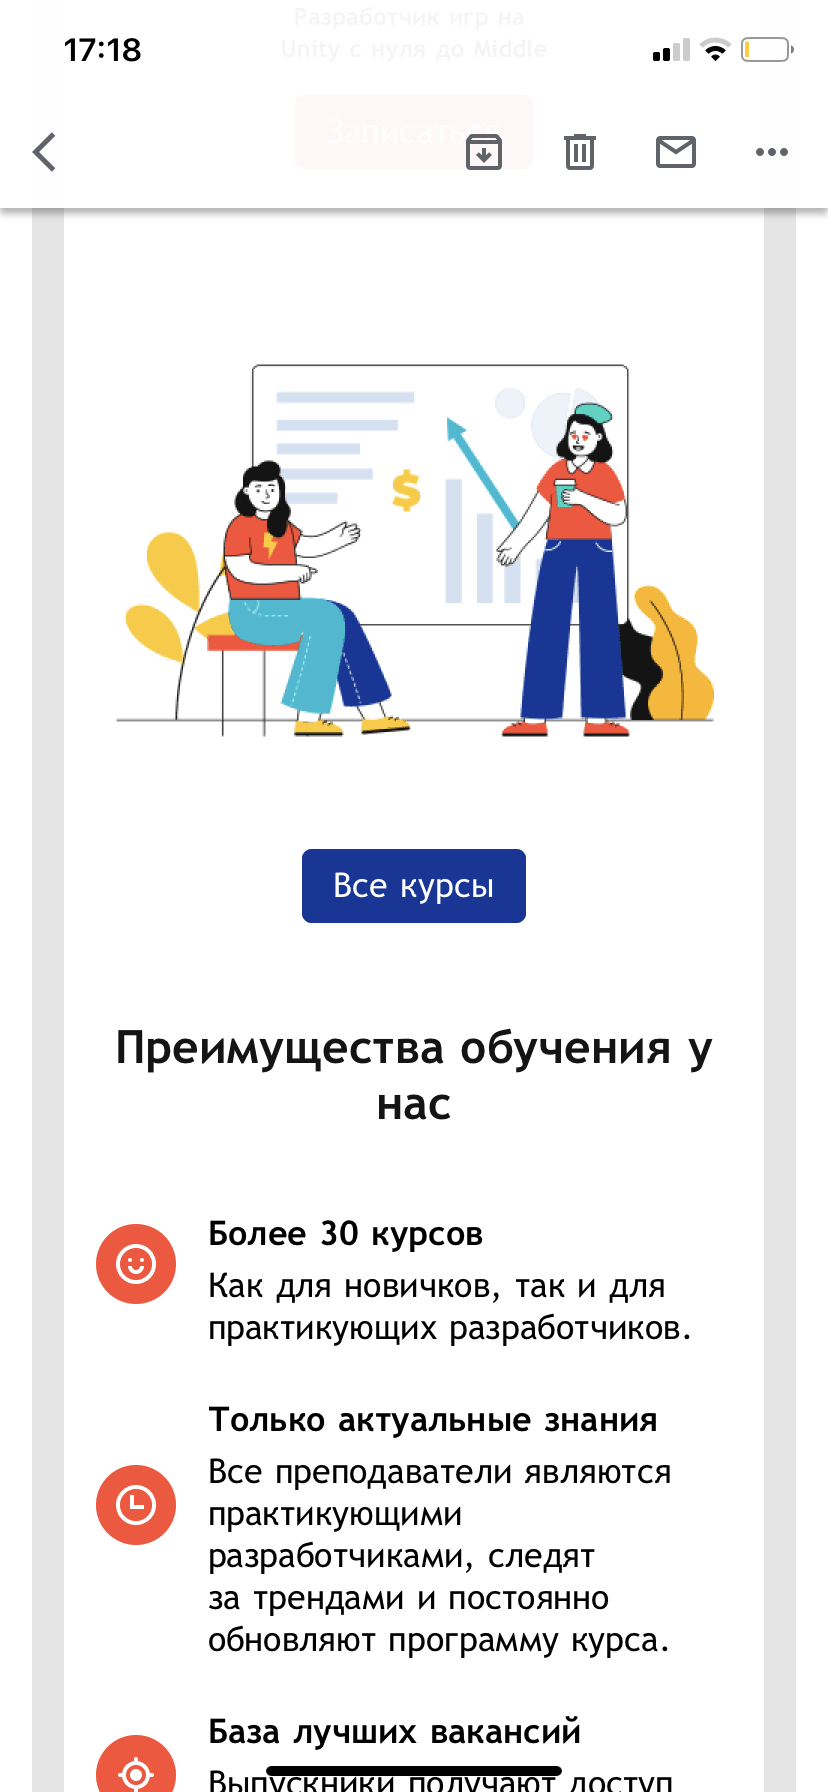 Разработчик игр на
17:18
Unity с нуля до Middle
Записаться
$
Все курсы
Преимущества обучения у
нас
Более 30 курсов
Как для новичков, так и для
практикующих разработчиков.
Только актуальные знания
Все преподаватели являются
практикующими
разработчиками, следят
за трендами и постоянно
обновляют программу курса.
База лучших вакансий
Выпускники получают доступ